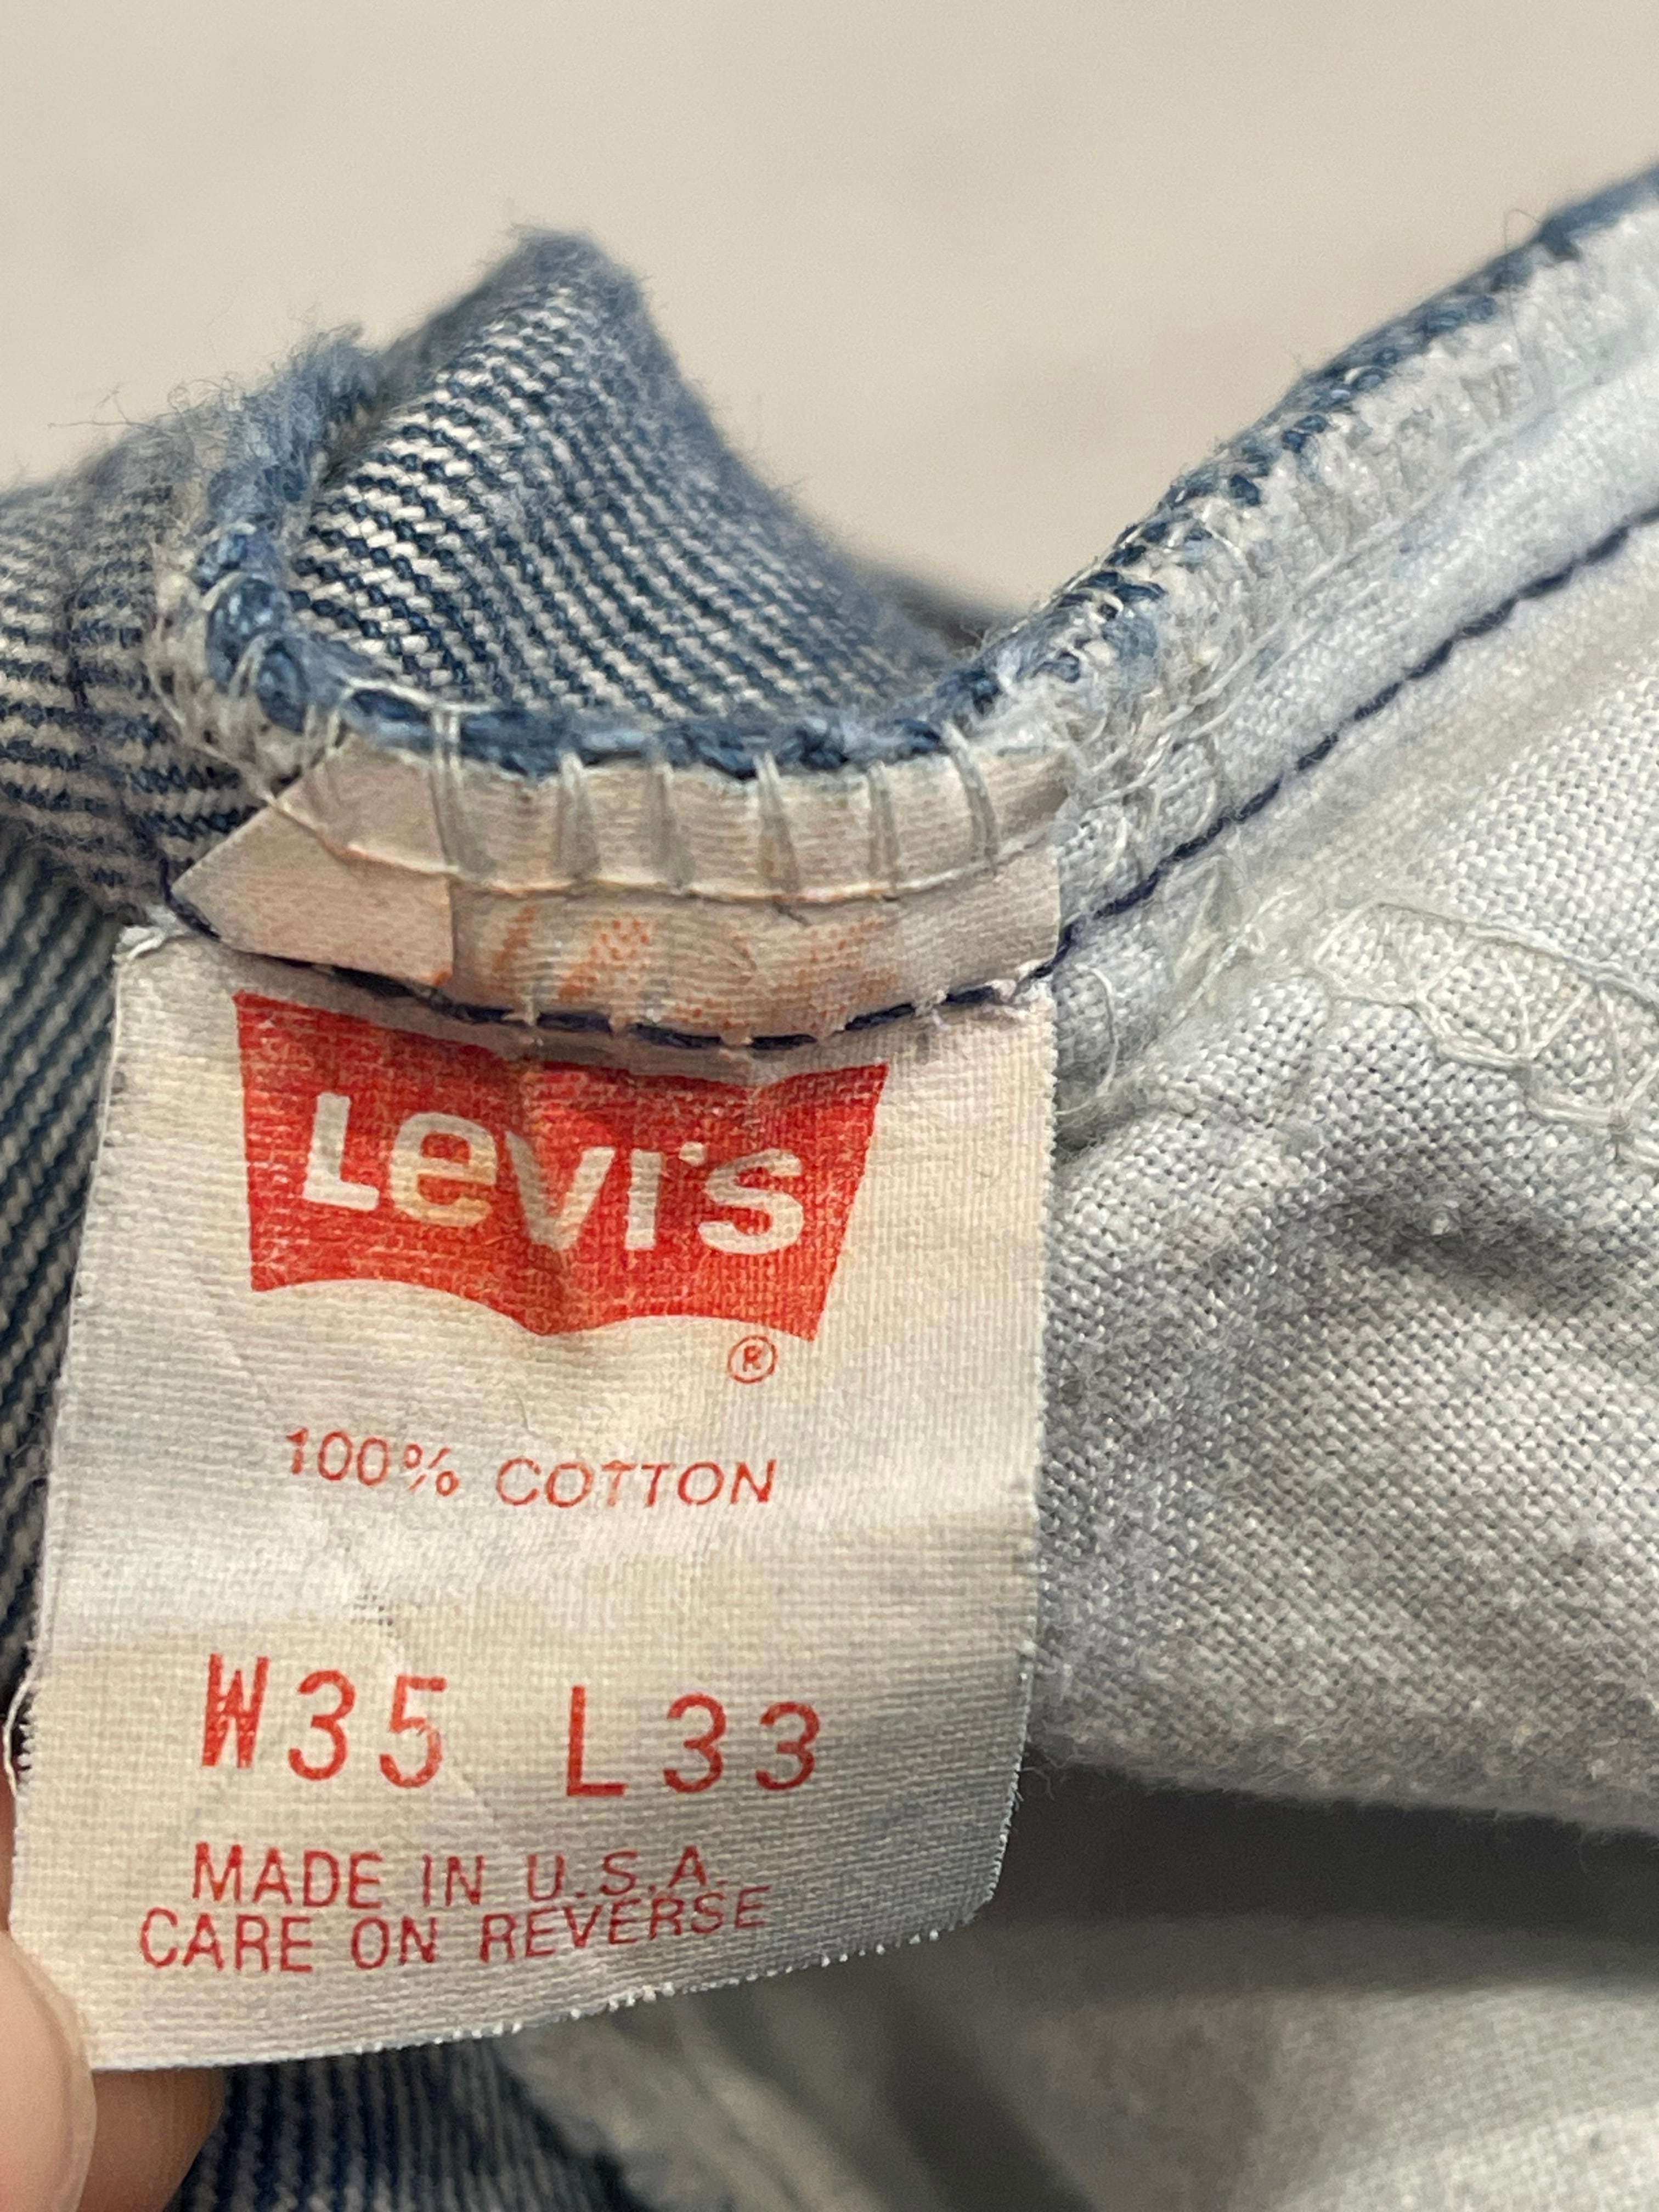 LeVI'S
®
100% COTTON
W35 L33
MADE IN U.S.A.
CARE ON REVERSE